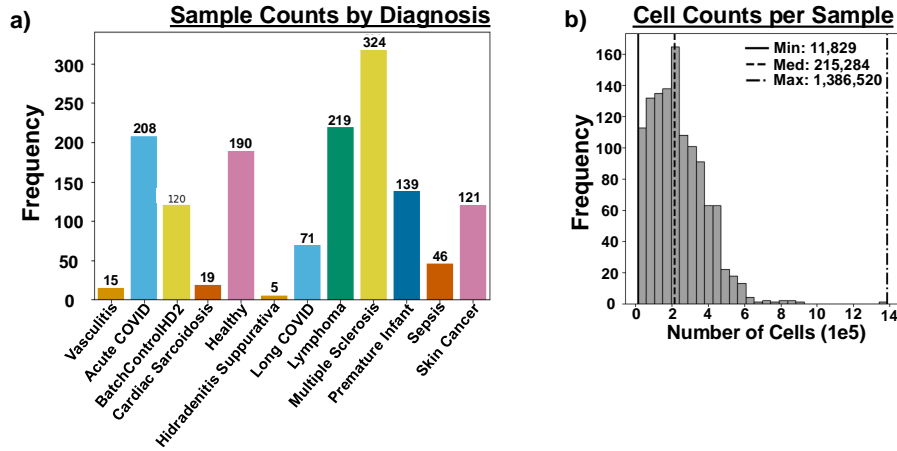 a)
Sample Counts by Diagnosis
Frequency
300
250
200
150
100
50
0
15
208
120
19
190
5
71
219
324
139
46
121
Vasculitis
Acute COVID
BatchControlHD2
Cardiac Sarcoidosis
Healthy
Hidradenitis Suppurativa
Long COVID
Lymphoma
Multiple Sclerosis
Premature Infant
Sepsis
Skin Cancer
b)
Cell Counts per Sample
Min: 11,829
Med: 215,284
Max: 1,386,520
Frequency
160
140
120
100
80
60
40
20
0
0 2 4 6 8 10 12 14
Number of Cells (1e5)